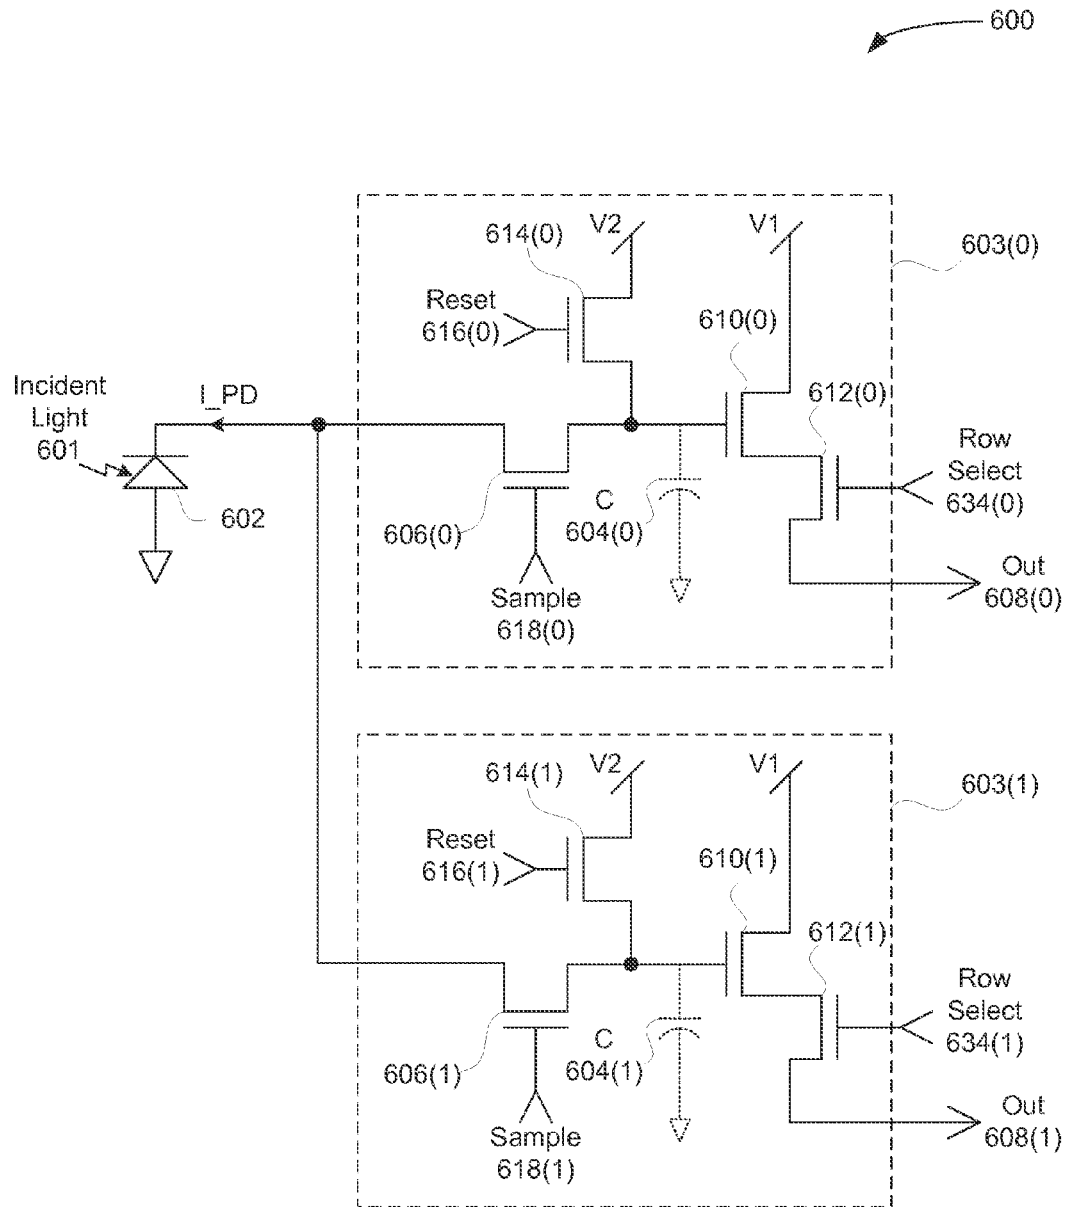 600
V2
V1
614(0)
603(0)
Reset
616(0)
610(0)
Incident
Light
601
I_PD
612(0)
Row
Select
634(0)
602
C
604(0)
606(0)
Sample
618(0)
Out
608(0)
V2
V1
614(1)
603(1)
Reset
616(1)
610(1)
612(1)
Row
Select
634(1)
C
604(1)
606(1)
Sample
618(1)
Out
608(1)